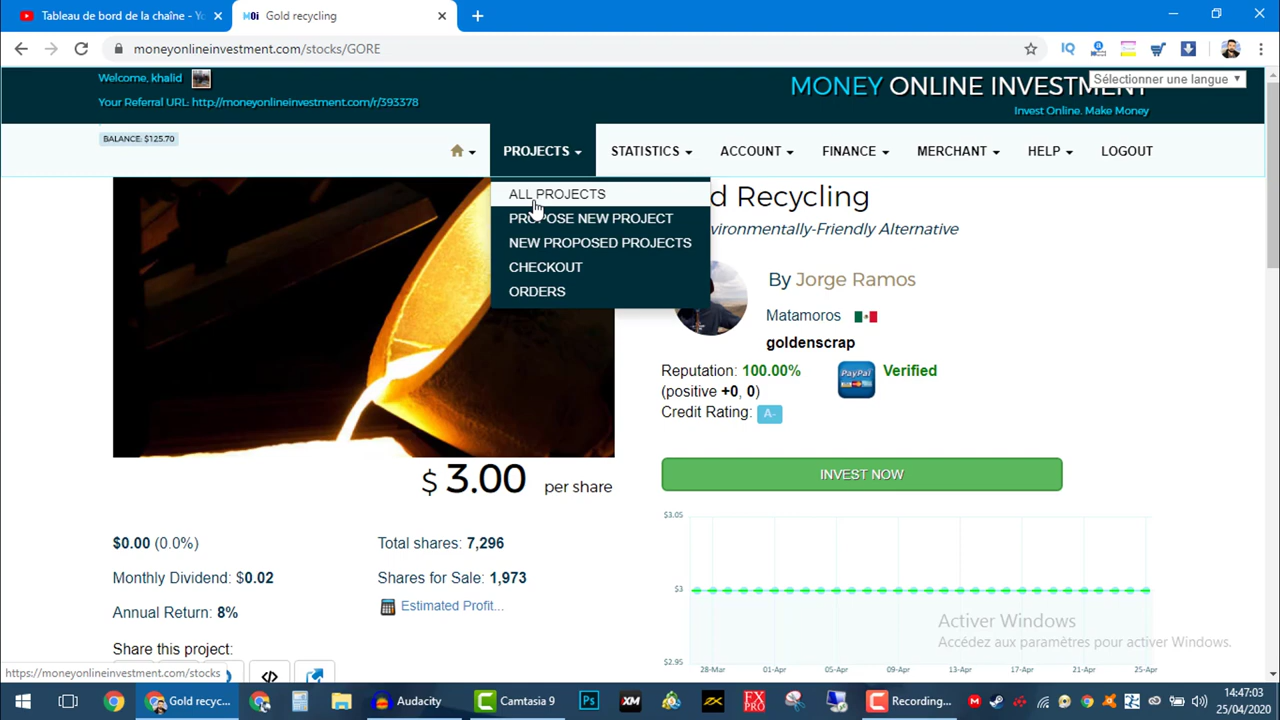 Tableau de bord de la chaîne - Yo
M0i Gold recycling
moneyonlineinvestment.com/stocks/GORE
Welcome, khalid
Your Referral URL: http://moneyonlineinvestment.com/r/393378
MONEY ONLINE INVESTMENT
Sélectionner une langue
Invest Online. Make Money
BALANCE: $125.70
PROJECTS
STATISTICS
ACCOUNT
FINANCE
MERCHANT
HELP
LOGOUT
ALL PROJECTS
PROPOSE NEW PROJECT
NEW PROPOSED PROJECTS
CHECKOUT
ORDERS
d Recycling
vironmentally-Friendly Alternative
By Jorge Ramos
Matamoros
goldenscrap
Reputation: 100.00%
(positive +0, 0)
Credit Rating: A-
PayPal
Verified
INVEST NOW
$ 3.00 per share
$0.00 (0.0%)
Total shares: 7,296
Monthly Dividend: $0.02
Shares for Sale: 1,973
Annual Return: 8%
Estimated Profit...
Share this project:
$3.05
$3
$2.95
28-Mar 01-Apr 05-Apr 09-Apr 13-Apr 17-Apr 21-Apr 25-Apr
Activer Windows
Accédez aux paramètres pour activer Windows.
https://moneyonlineinvestment.com/stocks
Gold recyc...
Audacity
Camtasia 9
Ps
XM
FX
PRO
Recording...
14:47:03
25/04/2020